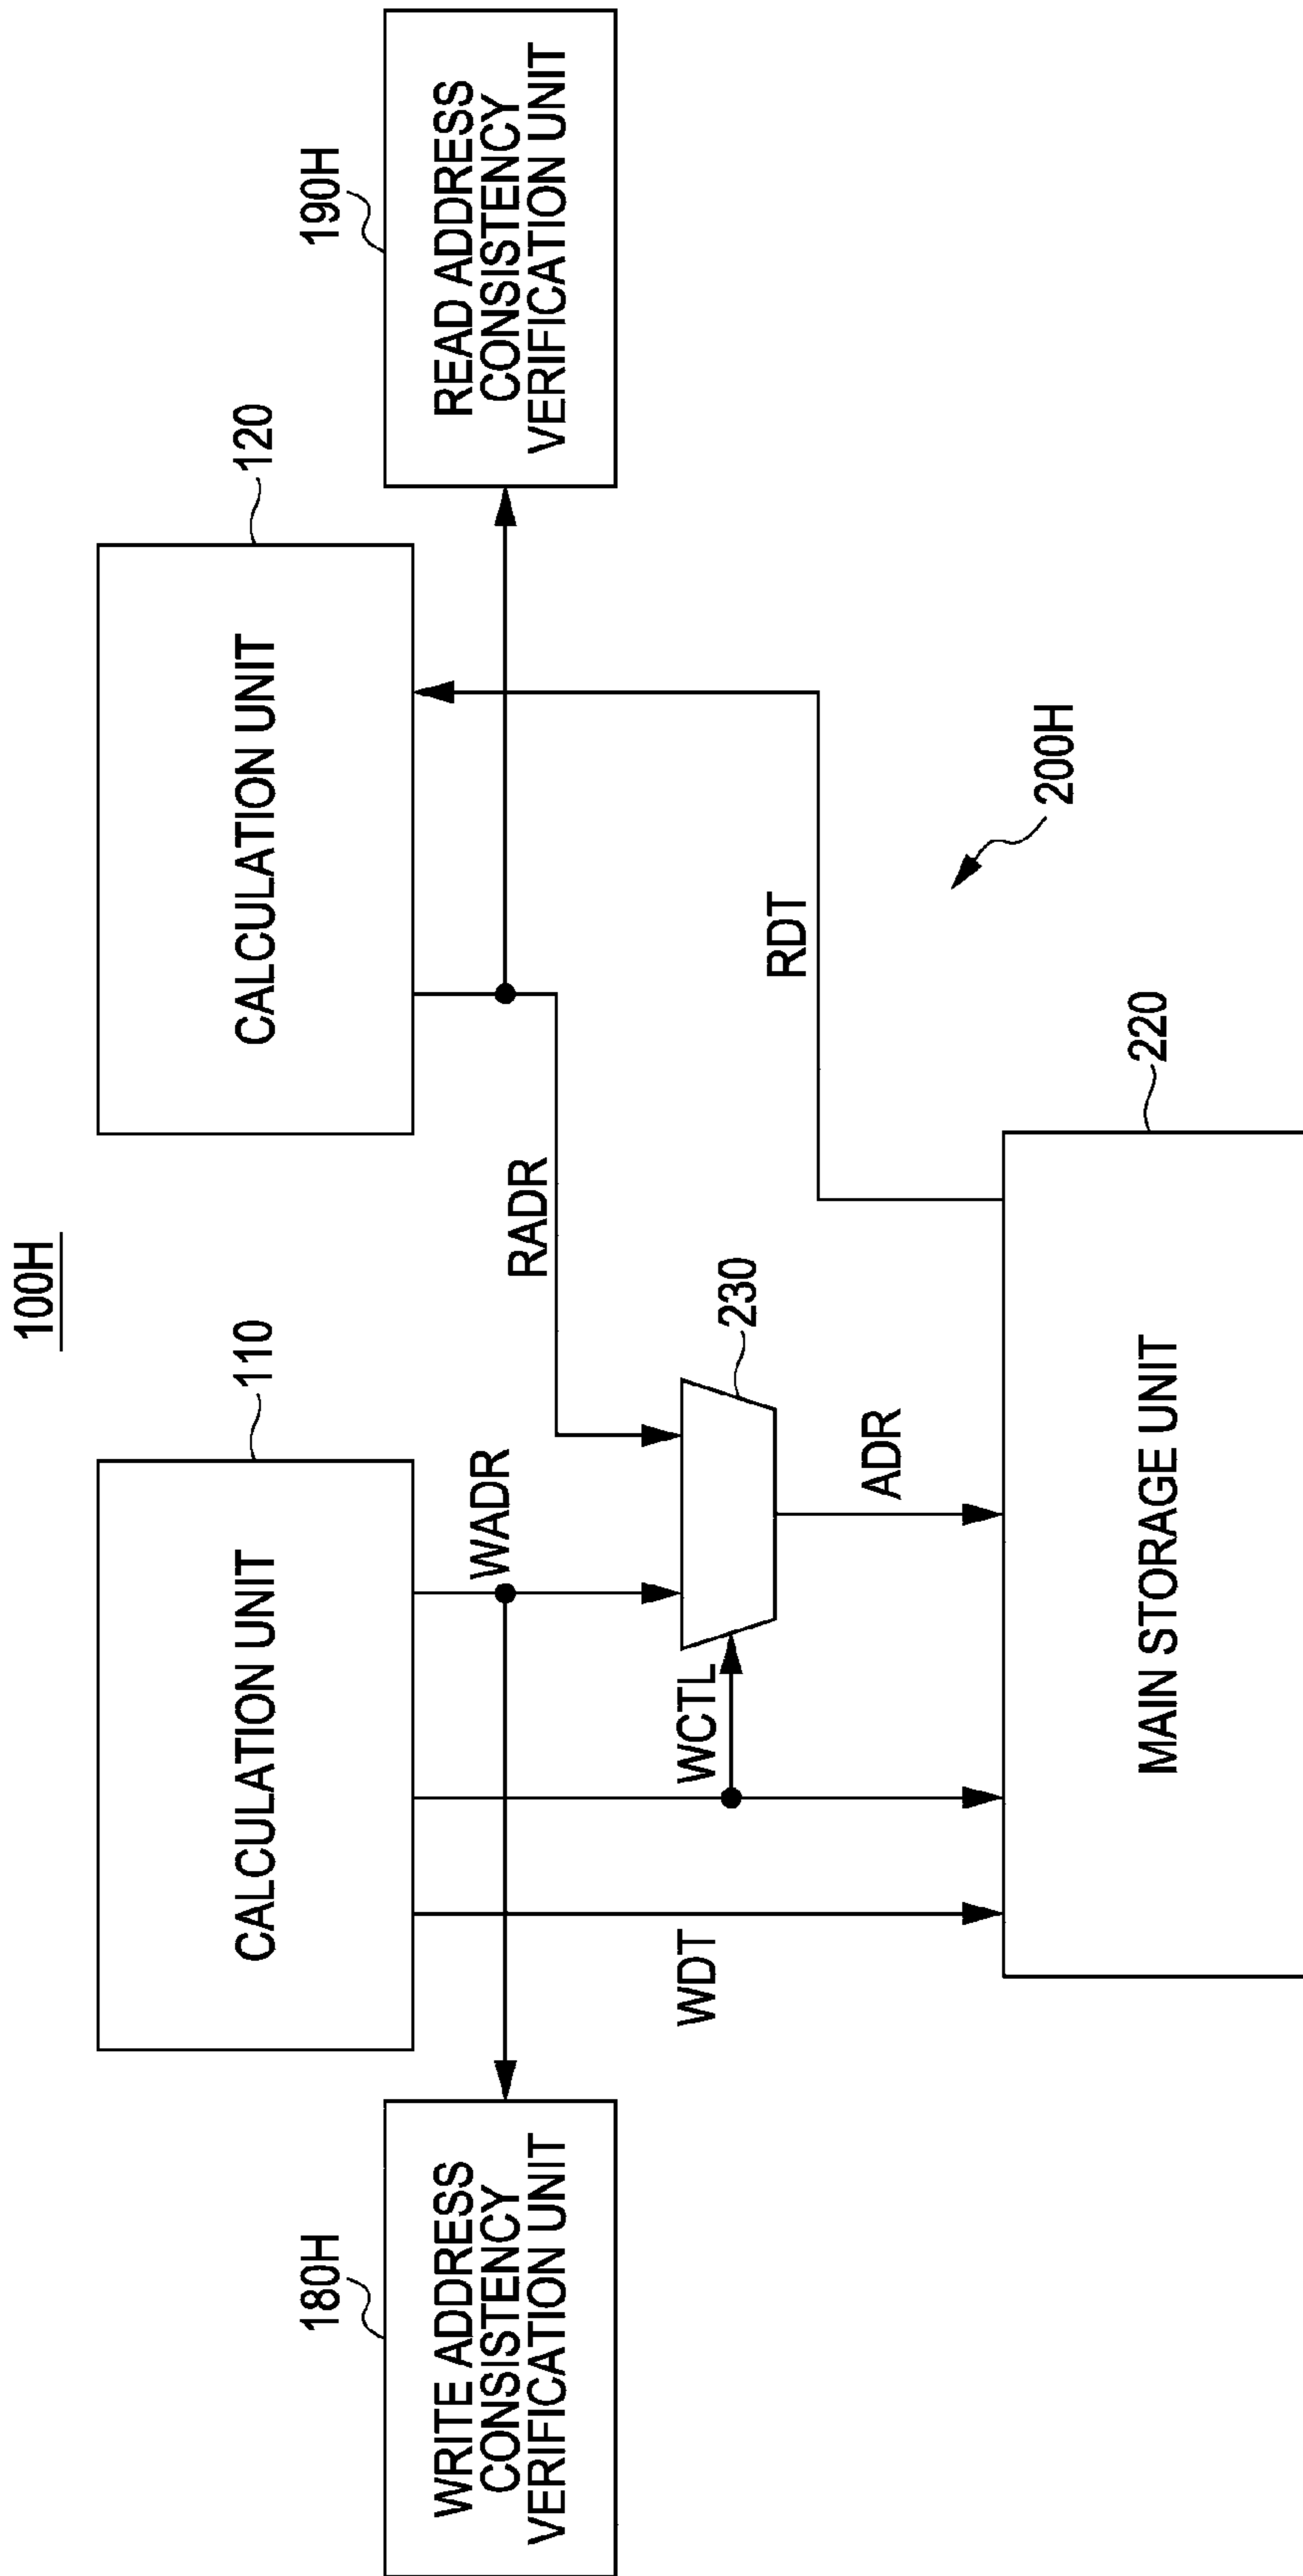 100H
110
120
CALCULATION UNIT
CALCULATION UNIT
180H
190H
WRITE ADDRESS
CONSISTENCY
VERIFICATION UNIT
READ ADDRESS
CONSISTENCY
VERIFICATION UNIT
WADR
RADR
WDT
WCTL
230
RDT
ADR
200H
220
MAIN STORAGE UNIT